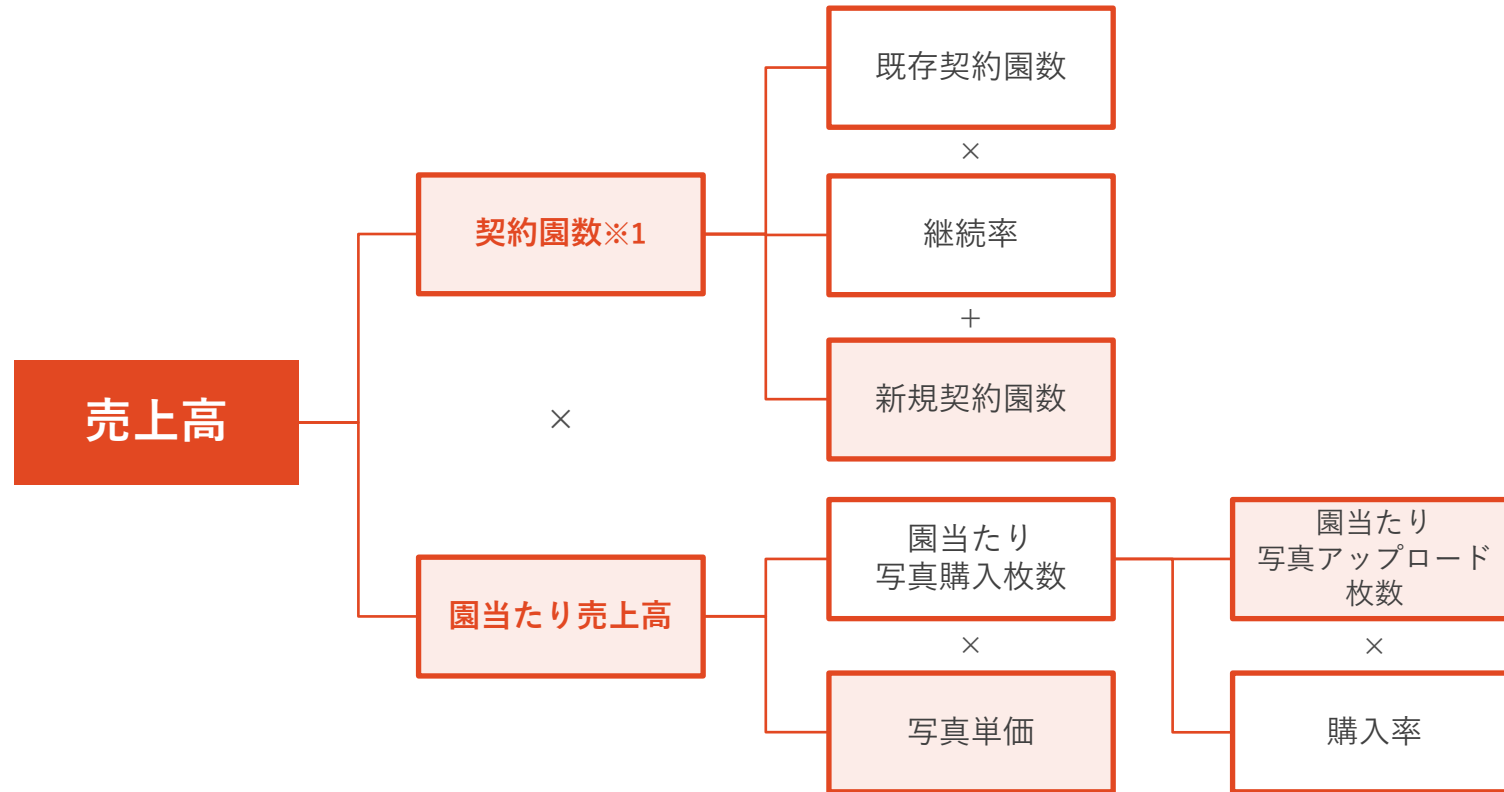 売上高
契約園数※1
×
園当たり売上高
既存契約園数
×
継続率
+
新規契約園数
園当たり
写真購入枚数
×
写真単価
園当たり
写真アップロード
枚数
×
購入率